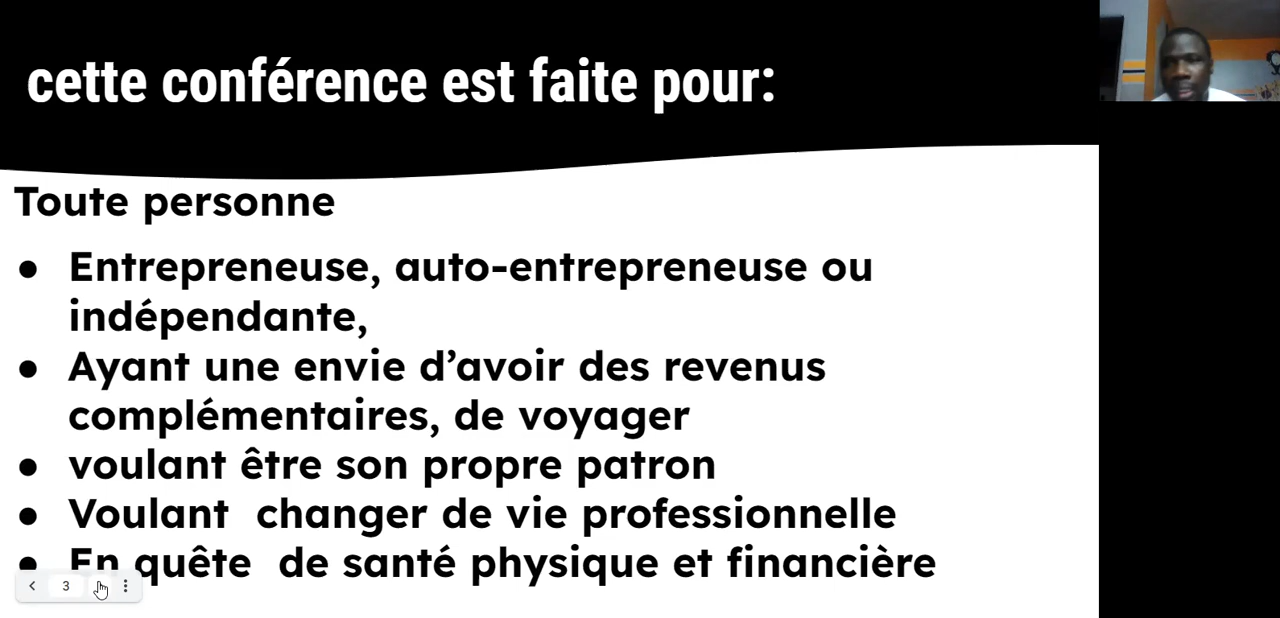 cette conférence est faite pour:
Toute personne
● Entrepreneuse, auto-entrepreneuse ou
indépendante,
● Ayant une envie d’avoir des revenus
complémentaires, de voyager
● voulant être son propre patron
● Voulant changer de vie professionnelle
● En quête de santé physique et financière
3